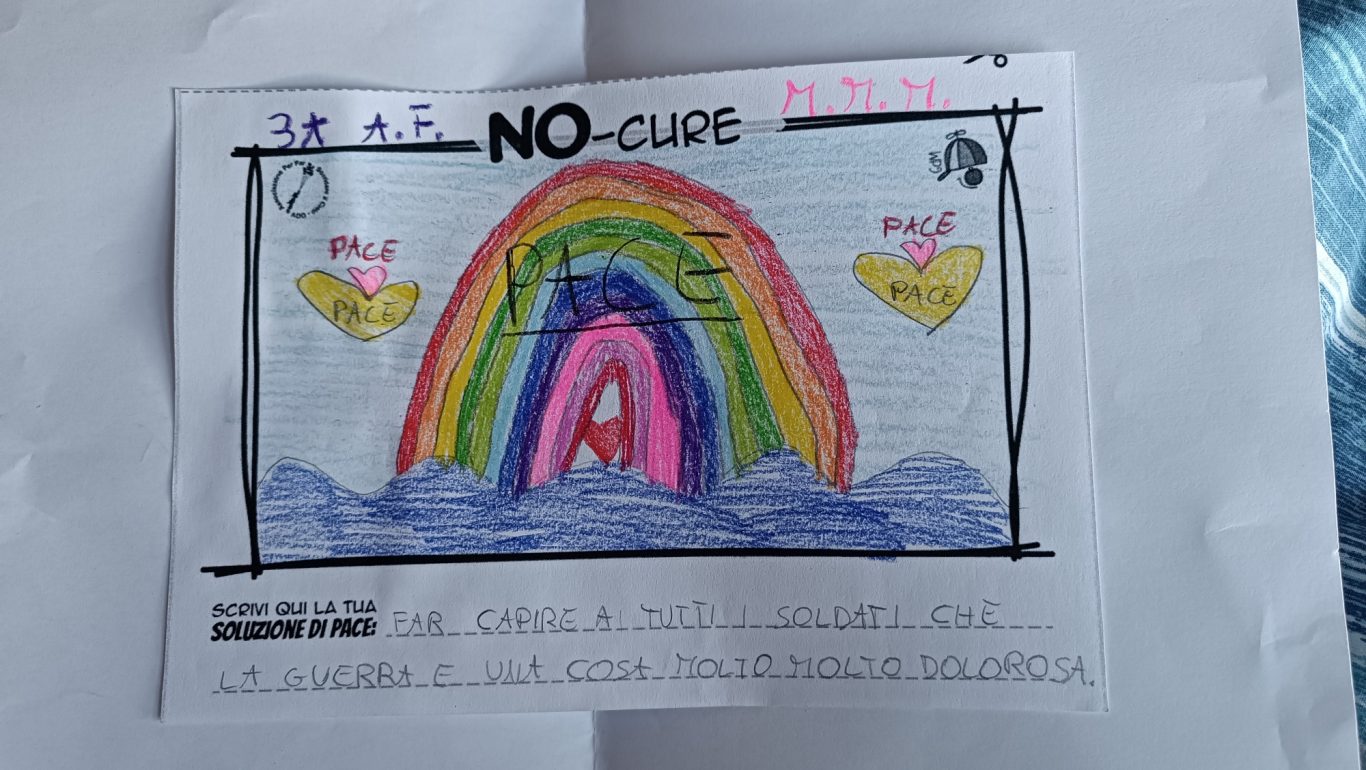 3A A.F.
NO-CURE
M.M.M.
PACE
PACE
PACE
PACE
PACE
SCRIVI QUI LA TUA
SOLUZIONE DI PACE: FAR CAPIRE A TUTTI I SOLDATI CHE
LA GUERRA E UNA COSA MOLTO MOLTO DOLOROSA.